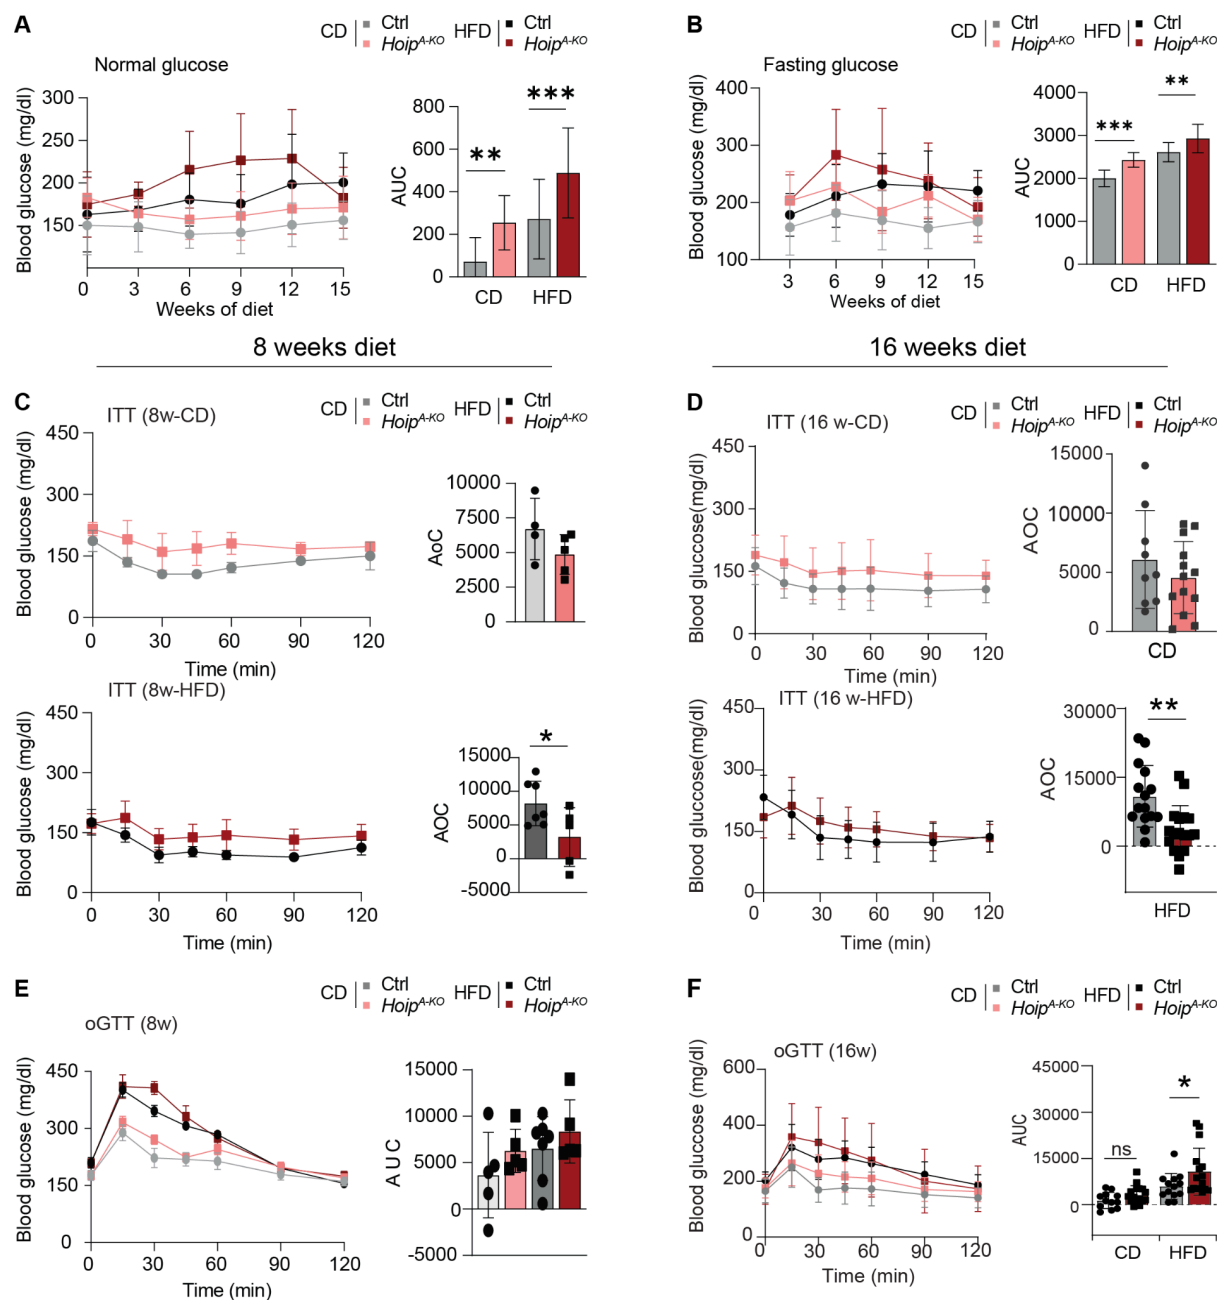 A
CD | Ctrl HFD | Ctrl
Hoip^A-KO Hoip^A-KO
Normal glucose
Blood glucose (mg/dl)
300
250
200
150
0 3 6 9 12 15
Weeks of diet
AUC
800
600
400
200
0
** ***
CD HFD
B
CD | Ctrl HFD | Ctrl
Hoip^A-KO Hoip^A-KO
Fasting glucose
Blood glucose (mg/dl)
400
300
200
100
3 6 9 12 15
Weeks of diet
AUC
4000
3000
2000
1000
0
*** **
CD HFD
8 weeks diet
16 weeks diet
C
CD | Ctrl HFD | Ctrl
Hoip^A-KO Hoip^A-KO
ITT (8w-CD)
Blood glucose (mg/dl)
450
300
150
0
0 30 60 90 120
Time (min)
AoC
10000
7500
5000
2500
0
ITT (8w-HFD)
Blood glucose (mg/dl)
450
300
150
0
0 30 60 90 120
Time (min)
AOC
15000
10000
5000
0
-5000
*
D
CD | Ctrl HFD | Ctrl
Hoip^A-KO Hoip^A-KO
ITT (16 w-CD)
Blood glucose(mg/dl)
450
300
150
0
0 30 60 90 120
Time (min)
AOC
15000
10000
5000
0
CD
ITT (16 w-HFD)
Blood glucose(mg/dl)
450
300
150
0
0 30 60 90 120
Time (min)
AOC
30000
15000
0
**
HFD
E
CD | Ctrl HFD | Ctrl
Hoip^A-KO Hoip^A-KO
oGTT (8w)
Blood glucose (mg/dl)
450
300
150
0
0 30 60 90 120
Time (min)
A U C
15000
10000
5000
0
-5000
F
CD | Ctrl HFD | Ctrl
Hoip^A-KO Hoip^A-KO
oGTT (16w)
Blood glucose (mg/dl)
600
400
200
0
0 30 60 90 120
Time (min)
AUC
45000
30000
15000
0
ns *
CD HFD